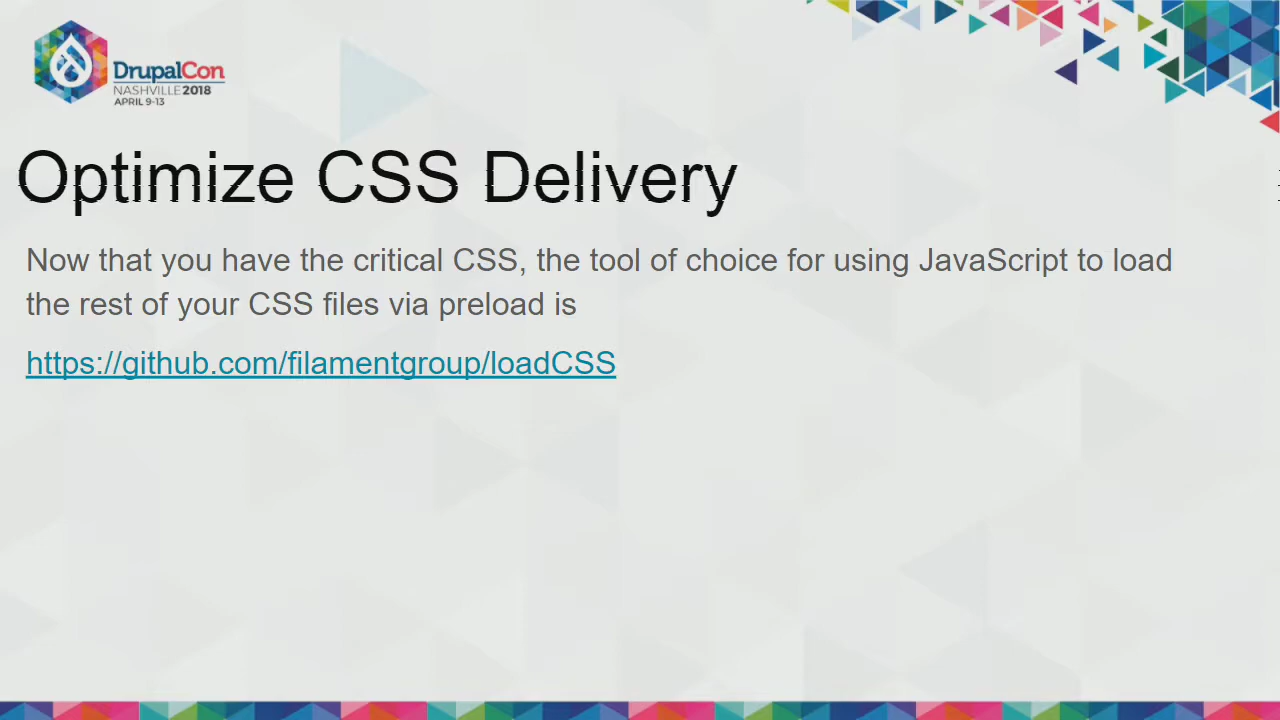 DrupalCon
NASHVILLE 2018
APRIL 9-13
Optimize CSS Delivery
Now that you have the critical CSS, the tool of choice for using JavaScript to load
the rest of your CSS files via preload is
https://github.com/filamentgroup/loadCSS